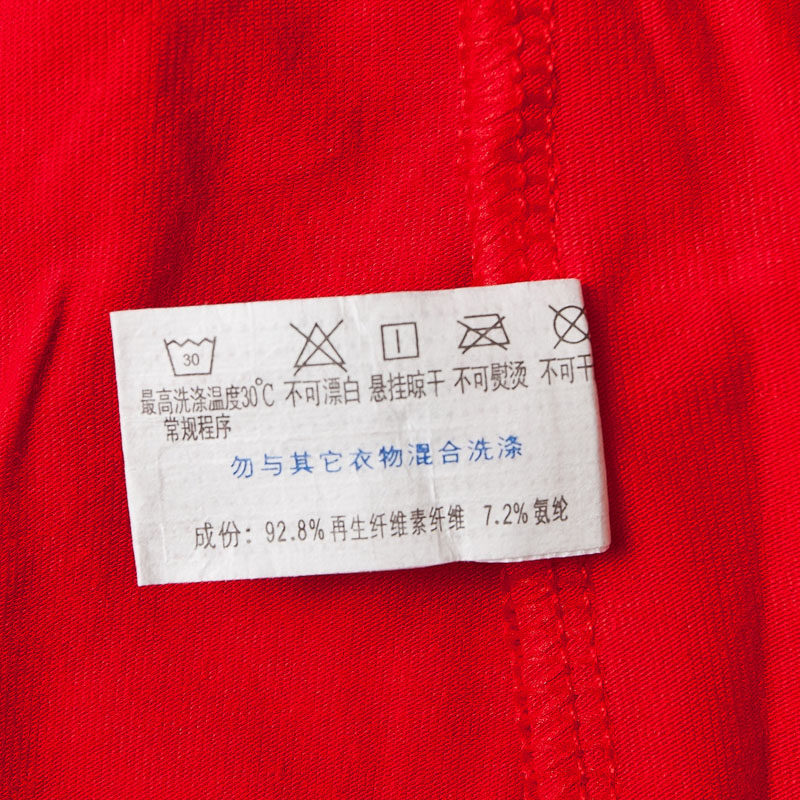 30
最高洗涤温度30℃ 不可漂白 悬挂晾干 不可熨烫 不可干
常规程序
勿与其它衣物混合洗涤
成份：92.8%再生纤维素纤维 7.2%氨纶